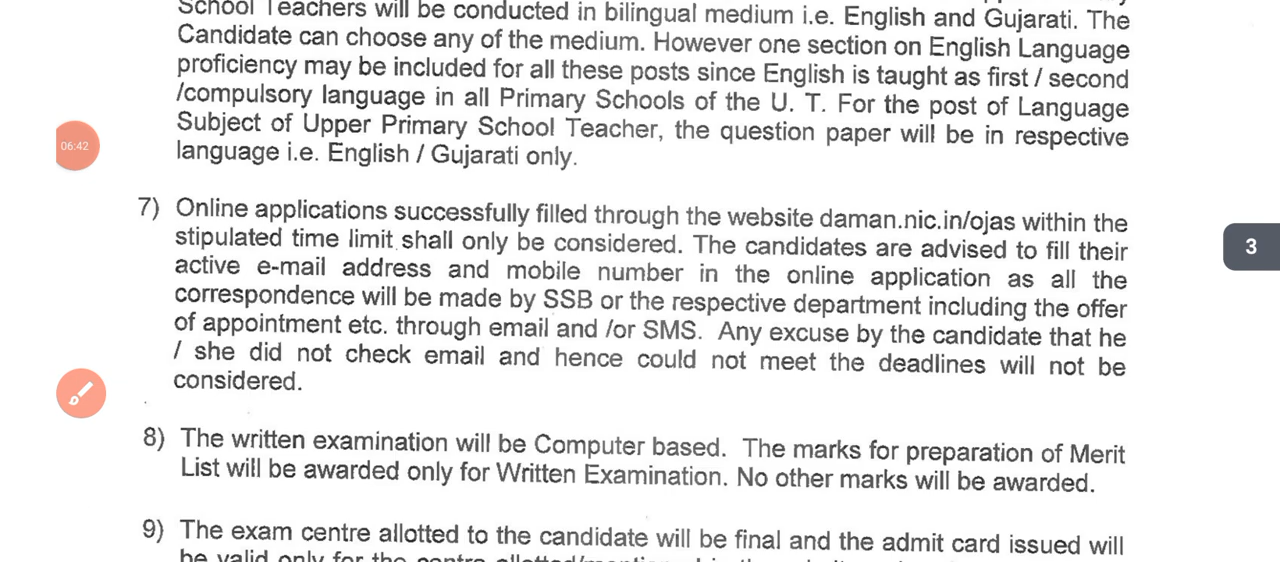 School Teachers will be conducted in bilingual medium i.e. English and Gujarati. The
Candidate can choose any of the medium. However one section on English Language
proficiency may be included for all these posts since English is taught as first / second
/compulsory language in all Primary Schools of the U. T. For the post of Language
Subject of Upper Primary School Teacher, the question paper will be in respective
language i.e. English / Gujarati only.
06:42
7) Online applications successfully filled through the website daman.nic.in/ojas within the
stipulated time limit shall only be considered. The candidates are advised to fill their
3
active e-mail address and mobile number in the online application as all the
correspondence will be made by SSB or the respective department including the offer
of appointment etc. through email and /or SMS. Any excuse by the candidate that he
/ she did not check email and hence could not meet the deadlines will not be
considered.
8) The written examination will be Computer based. The marks for preparation of Merit
List will be awarded only for Written Examination. No other marks will be awarded.
9) The exam centre allotted to the candidate will be final and the admit card issued will
be valid only for the centre